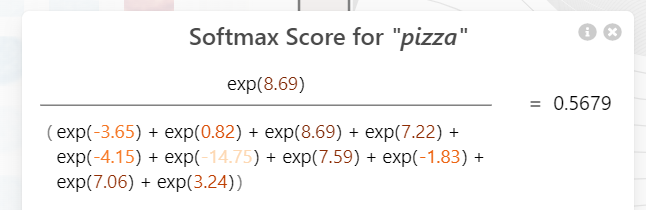 Softmax Score for "pizza"
exp(8.69)
(exp(-3.65) + exp(0.82) + exp(8.69) + exp(7.22) +
exp(-4.15) + exp(-14.75) + exp(7.59) + exp(-1.83) +
exp(7.06) + exp(3.24))
= 0.5679